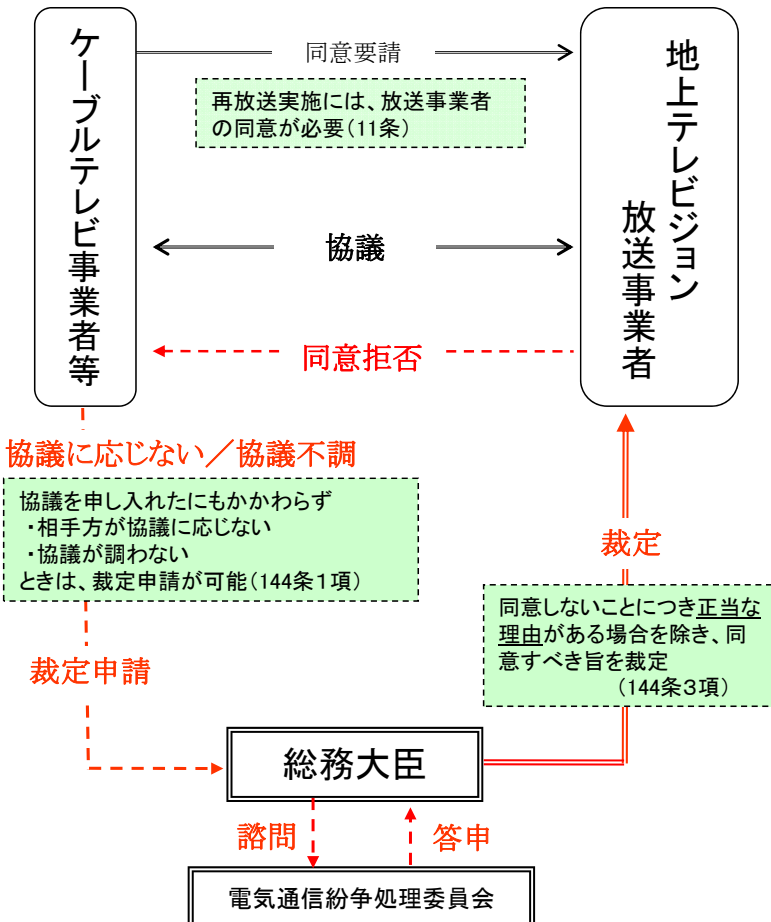 ケーブルテレビ事業者等
同意要請
地上テレビジョン
放送事業者
再放送実施には、放送事業者
の同意が必要(11条)
協議
同意拒否
協議に応じない／協議不調
協議を申し入れたにもかかわらず
・相手方が協議に応じない
・協議が調わない
ときは、裁定申請が可能(144条1項)
裁定
同意しないことにつき正当な
理由がある場合を除き、同
意すべき旨を裁定
(144条3項)
裁定申請
総務大臣
諮問
答申
電気通信紛争処理委員会